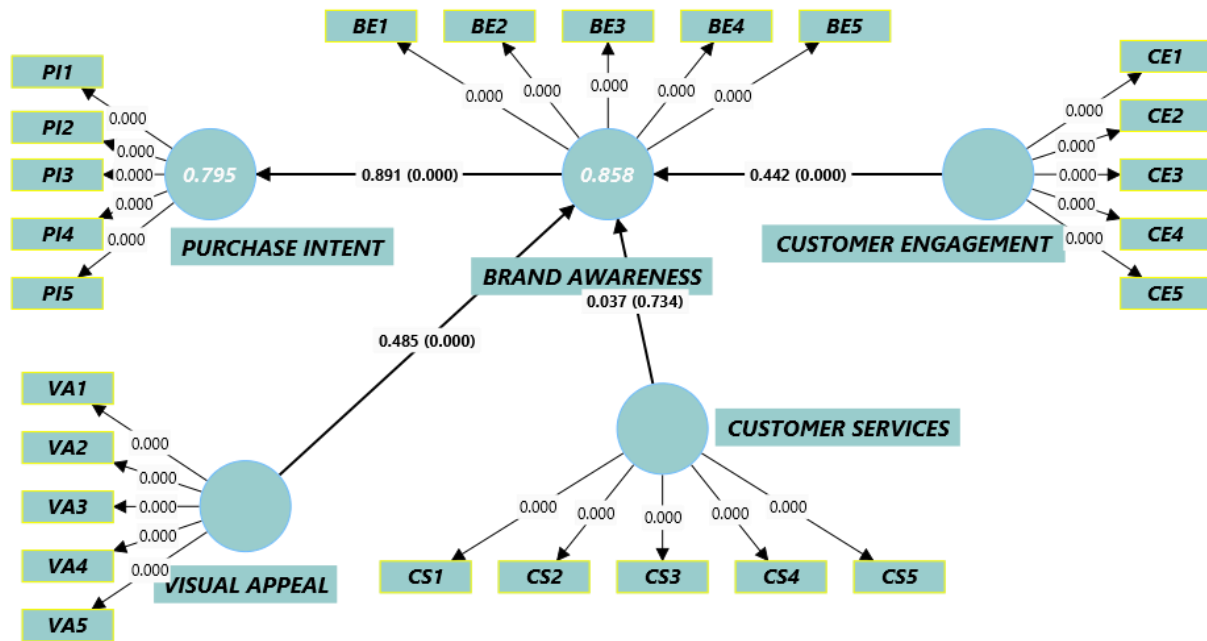 BE1
BE2
BE3
BE4
BE5
0.000
0.000
0.000
0.000
0.000
PI1
PI2
PI3
PI4
PI5
0.000
0.000
0.000
0.000
0.000
0.795
PURCHASE INTENT
0.891 (0.000)
0.858
BRAND AWARENESS
0.442 (0.000)
CUSTOMER ENGAGEMENT
CE1
CE2
CE3
CE4
CE5
0.000
0.000
0.000
0.000
0.000
0.037 (0.734)
0.485 (0.000)
VA1
VA2
VA3
VA4
VA5
0.000
0.000
0.000
0.000
0.000
VISUAL APPEAL
CUSTOMER SERVICES
0.000
0.000
0.000
0.000
0.000
CS1
CS2
CS3
CS4
CS5